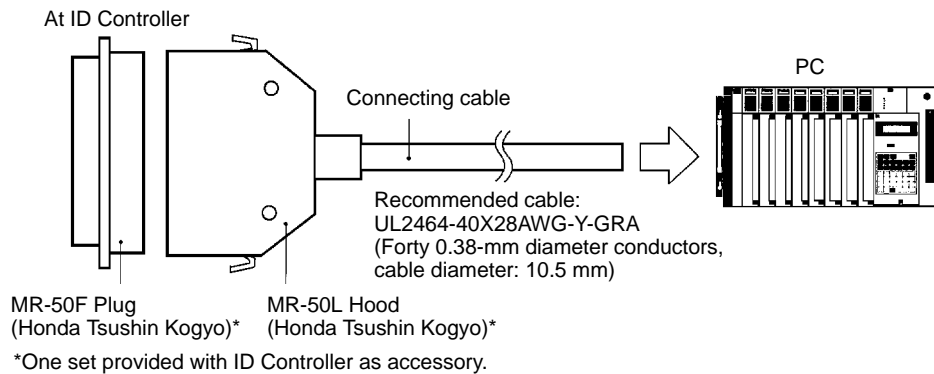 At ID Controller
PC
Connecting cable
Recommended cable:
UL2464-40X28AWG-Y-GRA
(Forty 0.38-mm diameter conductors,
cable diameter: 10.5 mm)
MR-50F Plug
(Honda Tsushin Kogyo)*
MR-50L Hood
(Honda Tsushin Kogyo)*
*One set provided with ID Controller as accessory.